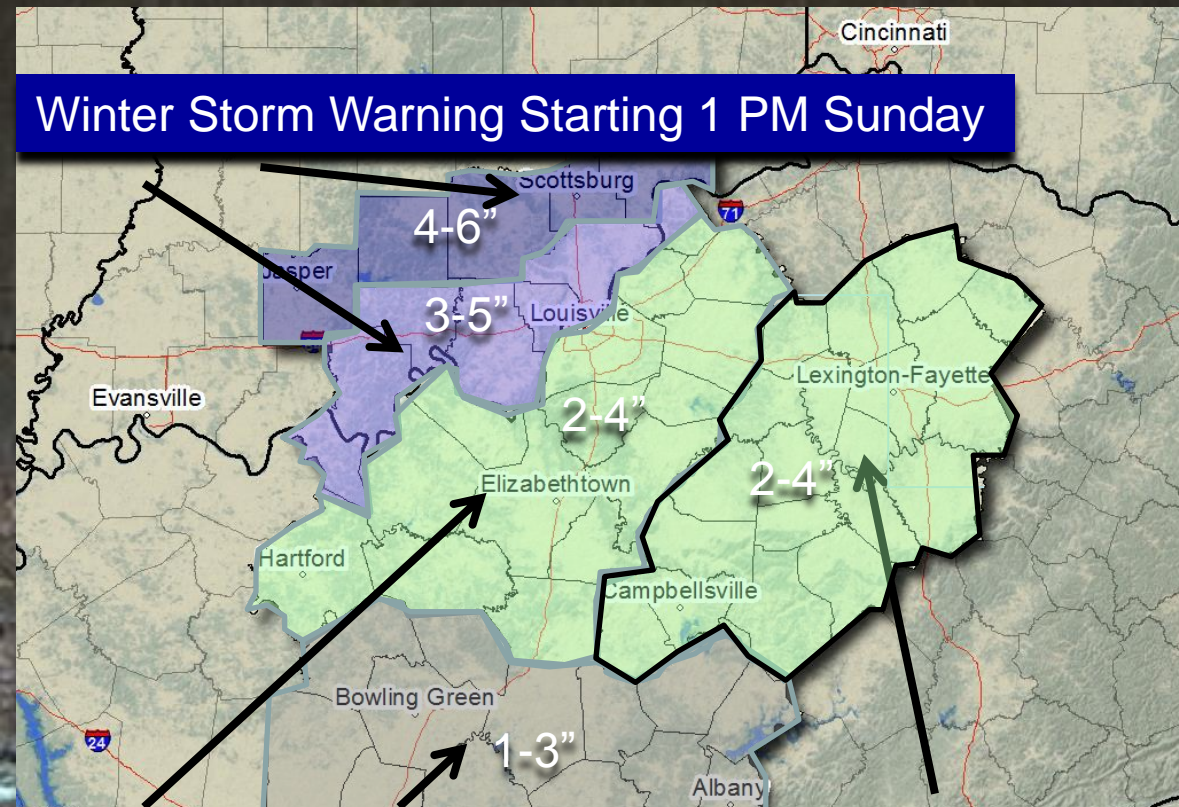 Cincinnati
Winter Storm Warning Starting 1 PM Sunday
Scottsburg
71
4-6”
Jasper
3-5”
Louisville
Lexington-Fayette
Evansville
2-4”
2-4”
Elizabethtown
Hartford
Campbellsville
Bowling Green
24
1-3”
Albany